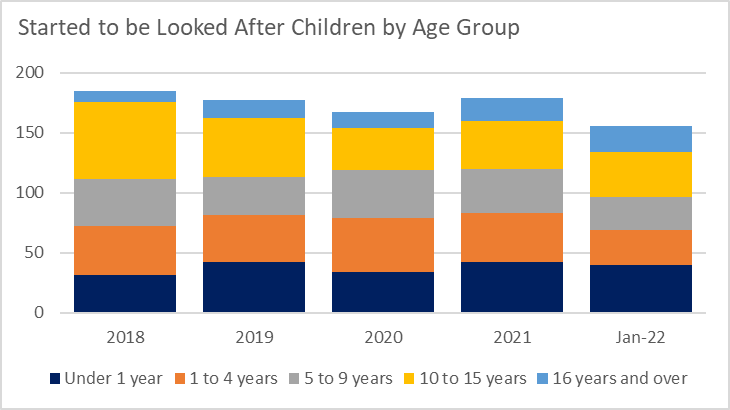 Started to be Looked After Children by Age Group
200
150
100
50
0
2018 2019 2020 2021 Jan-22
Under 1 year 1 to 4 years 5 to 9 years 10 to 15 years 16 years and over